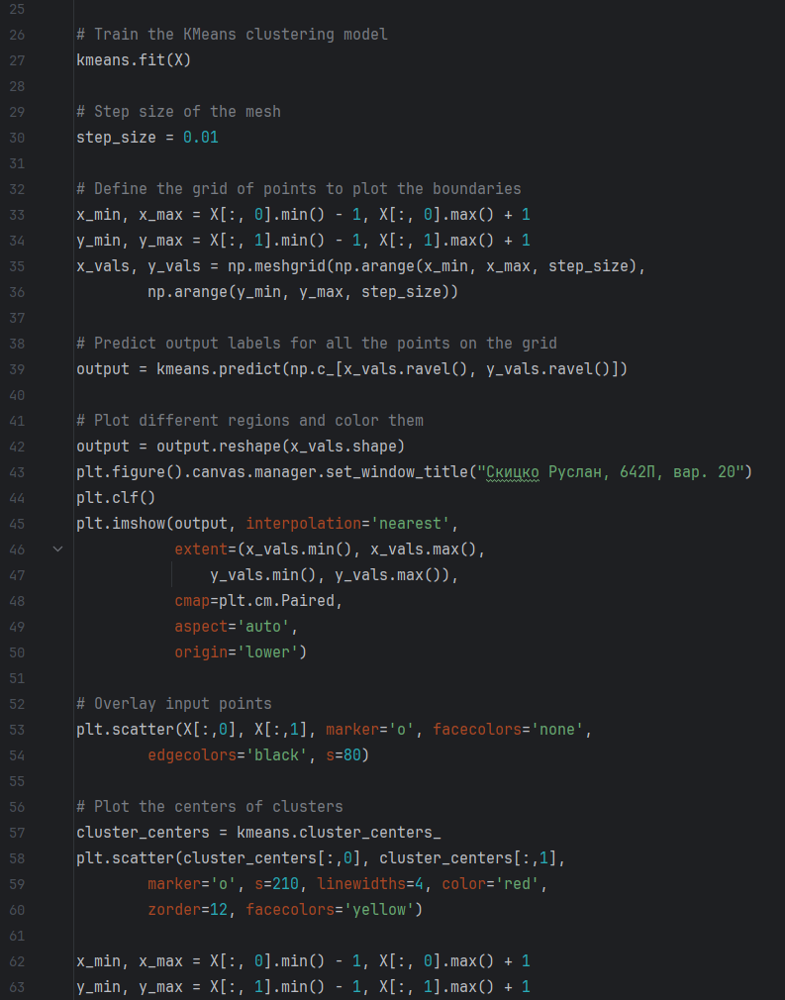 25
26 # Train the KMeans clustering model
27 kmeans.fit(X)
28
29 # Step size of the mesh
30 step_size = 0.01
31
32 # Define the grid of points to plot the boundaries
33 x_min, x_max = X[:, 0].min() - 1, X[:, 0].max() + 1
34 y_min, y_max = X[:, 1].min() - 1, X[:, 1].max() + 1
35 x_vals, y_vals = np.meshgrid(np.arange(x_min, x_max, step_size),
36         np.arange(y_min, y_max, step_size))
37
38 # Predict output labels for all the points on the grid
39 output = kmeans.predict(np.c_[x_vals.ravel(), y_vals.ravel()])
40
41 # Plot different regions and color them
42 output = output.reshape(x_vals.shape)
43 plt.figure().canvas.manager.set_window_title("Скицко Руслан, 642П, вар. 20")
44 plt.clf()
45 plt.imshow(output, interpolation='nearest',
46            extent=(x_vals.min(), x_vals.max(),
47                y_vals.min(), y_vals.max()),
48            cmap=plt.cm.Paired,
49            aspect='auto',
50            origin='lower')
51
52 # Overlay input points
53 plt.scatter(X[:,0], X[:,1], marker='o', facecolors='none',
54         edgecolors='black', s=80)
55
56 # Plot the centers of clusters
57 cluster_centers = kmeans.cluster_centers_
58 plt.scatter(cluster_centers[:,0], cluster_centers[:,1],
59         marker='o', s=210, linewidths=4, color='red',
60         zorder=12, facecolors='yellow')
61
62 x_min, x_max = X[:, 0].min() - 1, X[:, 0].max() + 1
63 y_min, y_max = X[:, 1].min() - 1, X[:, 1].max() + 1